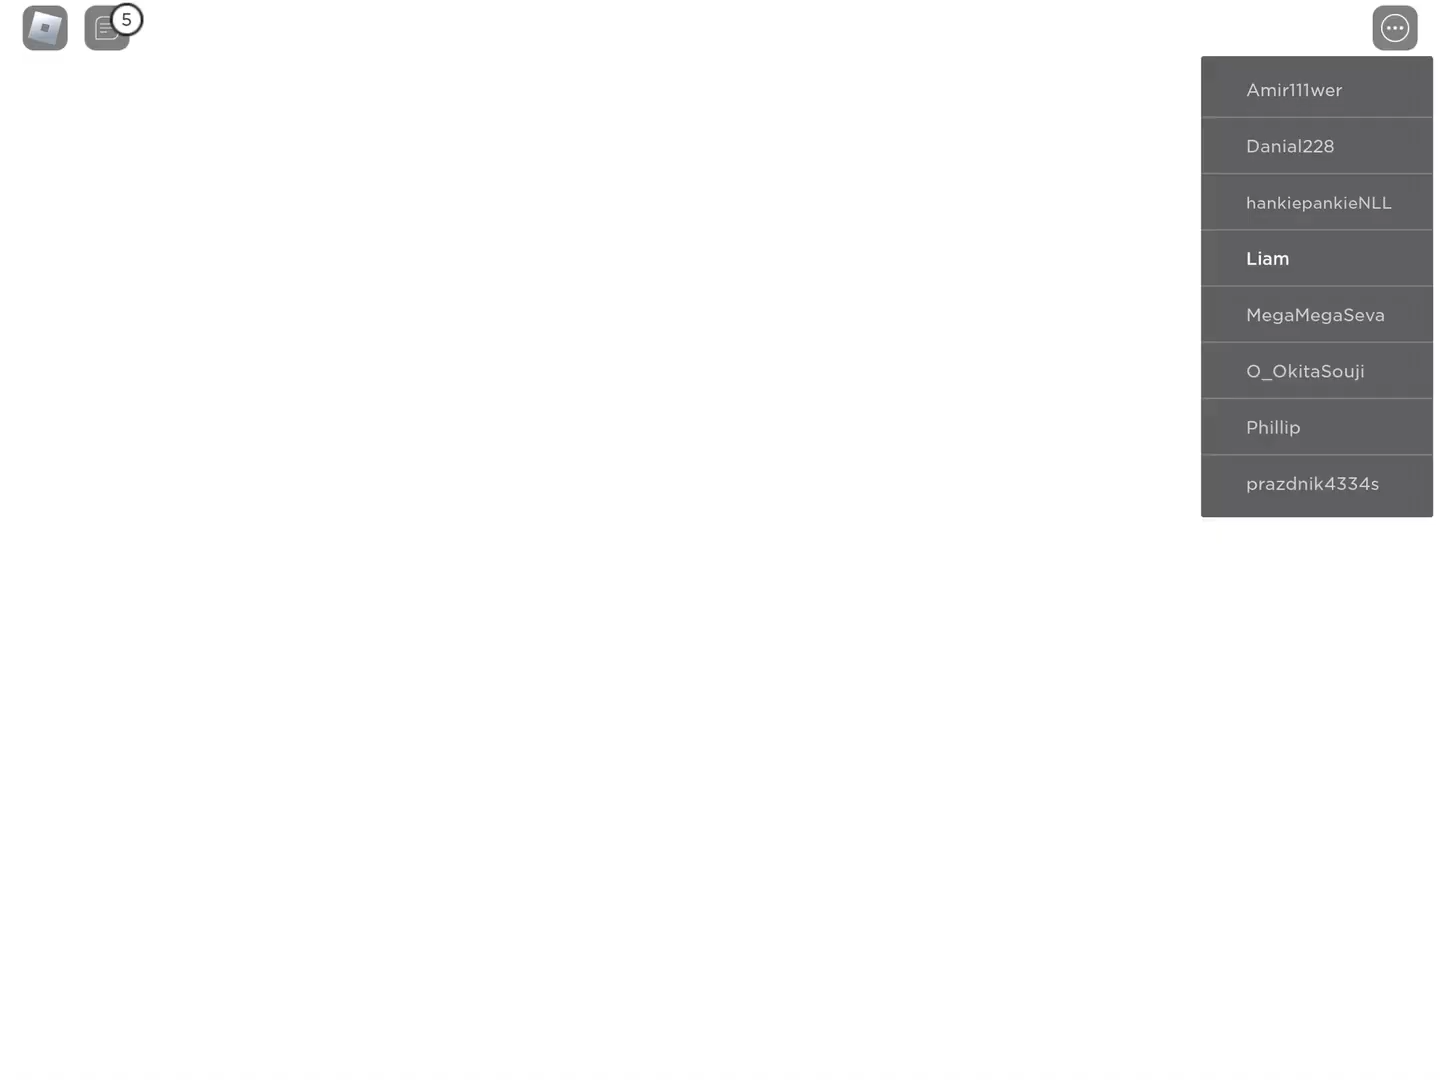 5
Amir111wer
Danial228
hankiepankieNLL
Liam
MegaMegaSeva
O_OkitaSouji
Phillip
prazdnik4334s